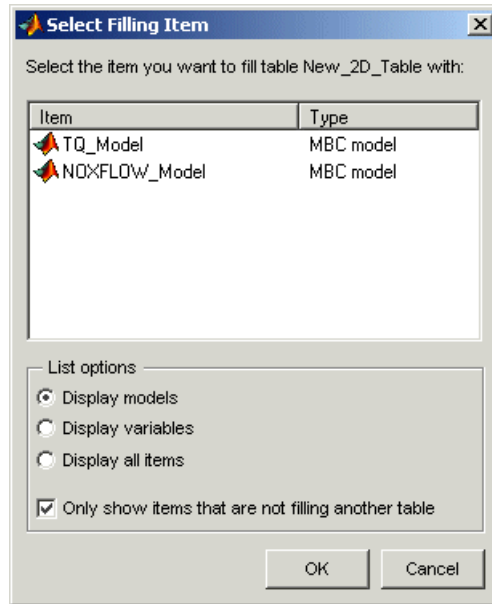 Select Filling Item
Select the item you want to fill table New_2D_Table with:
Item Type
TQ_Model MBC model
NOXFLOW_Model MBC model
List options
Display models
Display variables
Display all items
Only show items that are not filling another table
OK Cancel